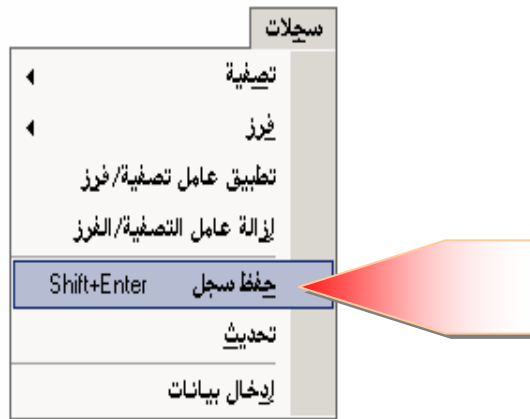 سجلات
تصفية
فرز
تطبيق عامل تصفية/فرز
إزالة عامل التصفية/الفرز
حفظ سجل Shift+Enter
تحديث
إدخال بيانات